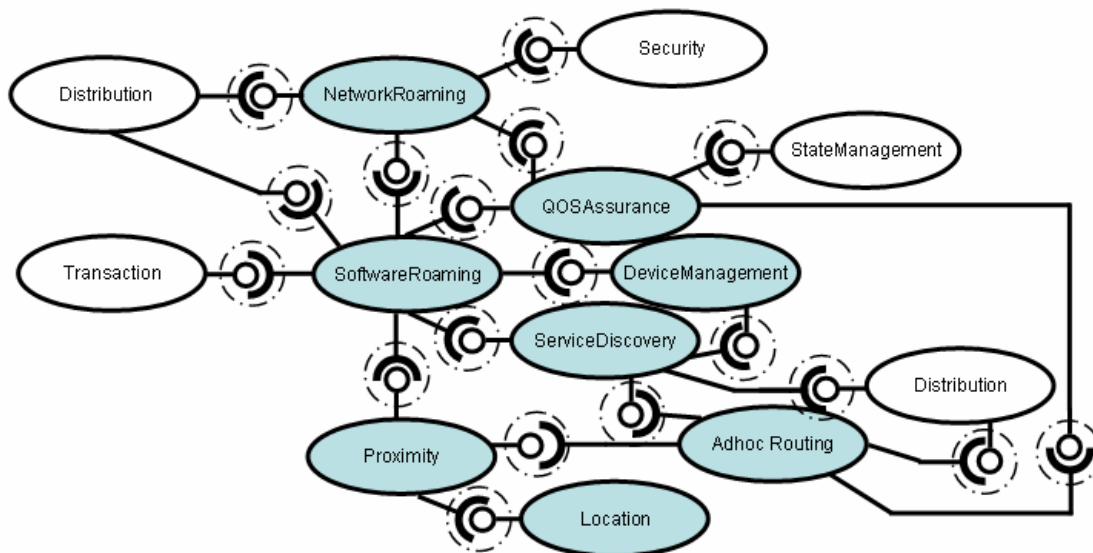 Security
Distribution
NetworkRoaming
StateManagement
QOSAssurance
Transaction
SoftwareRoaming
DeviceManagement
ServiceDiscovery
Distribution
Proximity
Adhoc Routing
Location